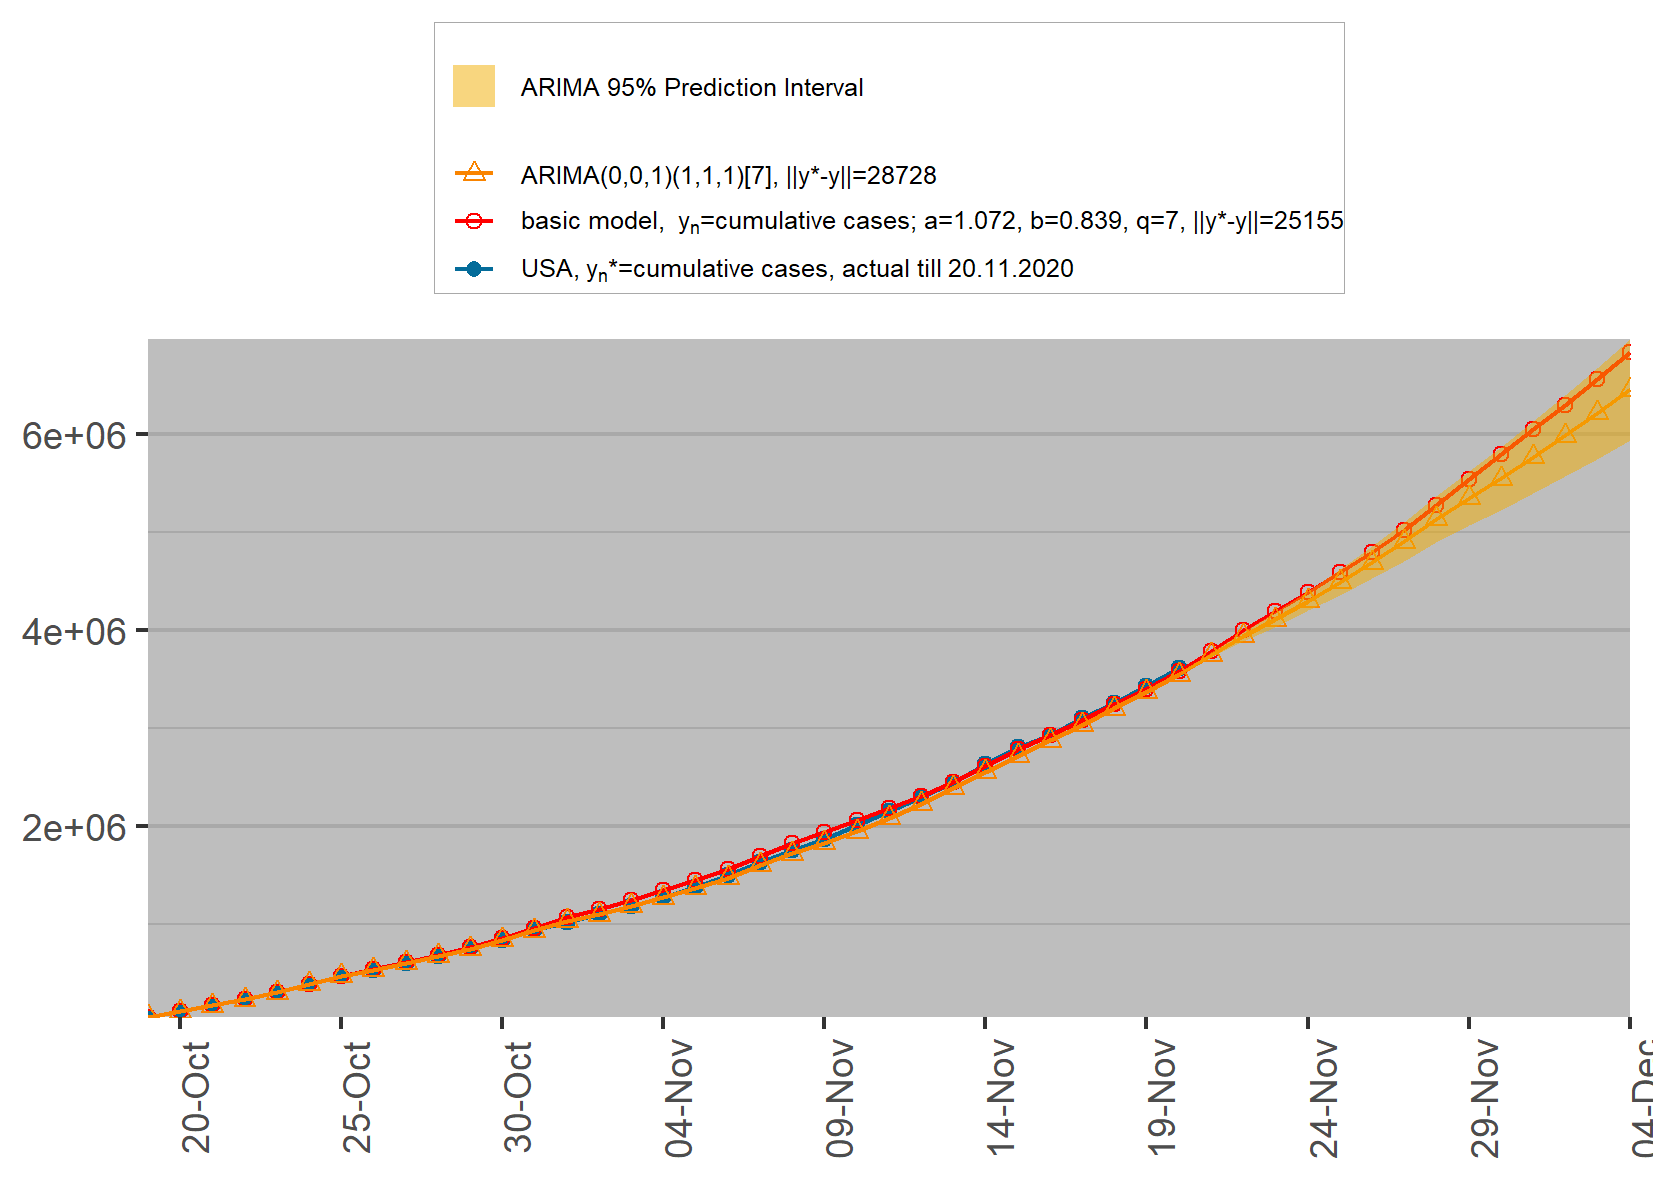 ARIMA 95% Prediction Interval
ARIMA(0,0,1)(1,1,1)[7], ||y*-y||=28728
basic model,  yₙ=cumulative cases; a=1.072, b=0.839, q=7, ||y*-y||=25155
USA, yₙ*=cumulative cases, actual till 20.11.2020
6e+06
4e+06
2e+06
20-Oct
25-Oct
30-Oct
04-Nov
09-Nov
14-Nov
19-Nov
24-Nov
29-Nov
04-Dec